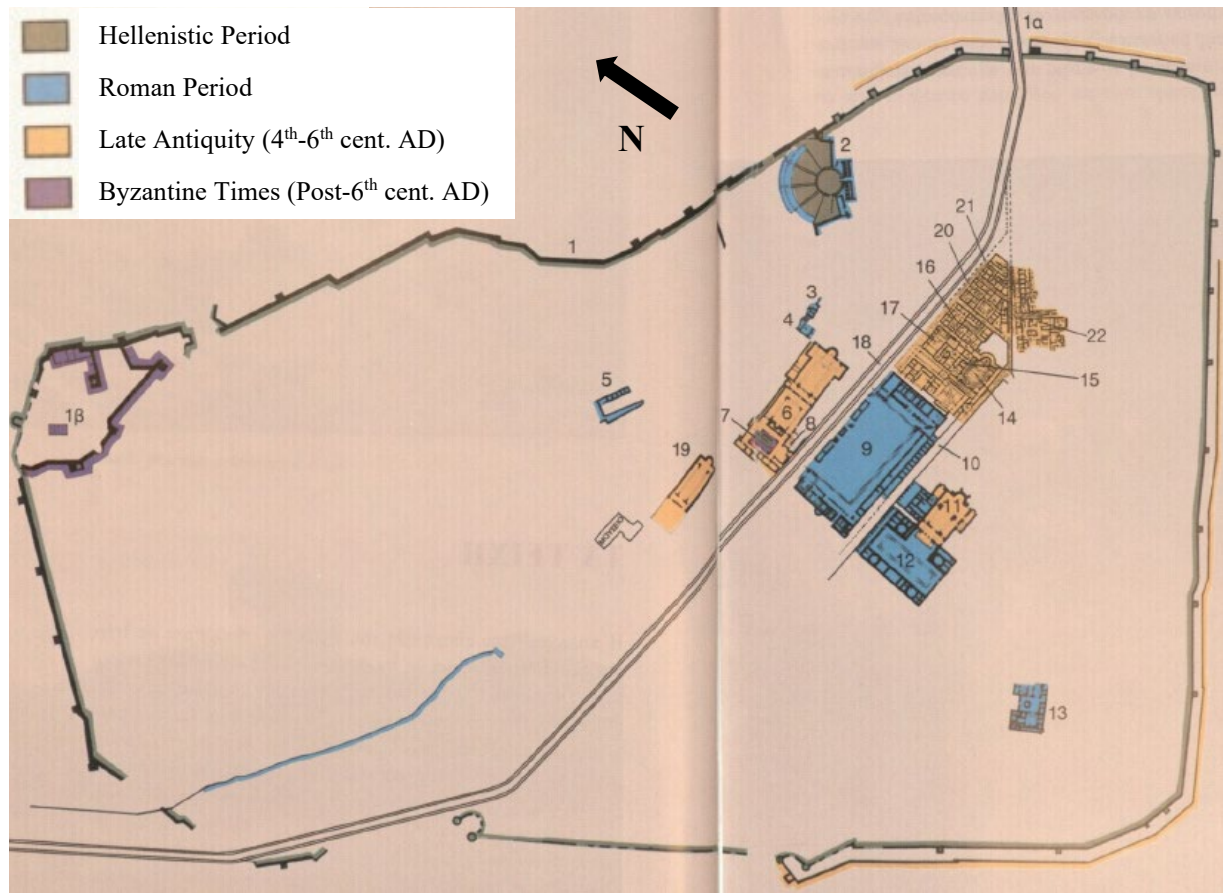 Hellenistic Period
Roman Period
Late Antiquity (4th-6th cent. AD)
Byzantine Times (Post-6th cent. AD)
N
1α
2
1
21
20
16
3
17
4
22
18
5
15
1β
6
14
7
8
9
19
10
11
ΜΟΥΣΕΙΟ
12
13